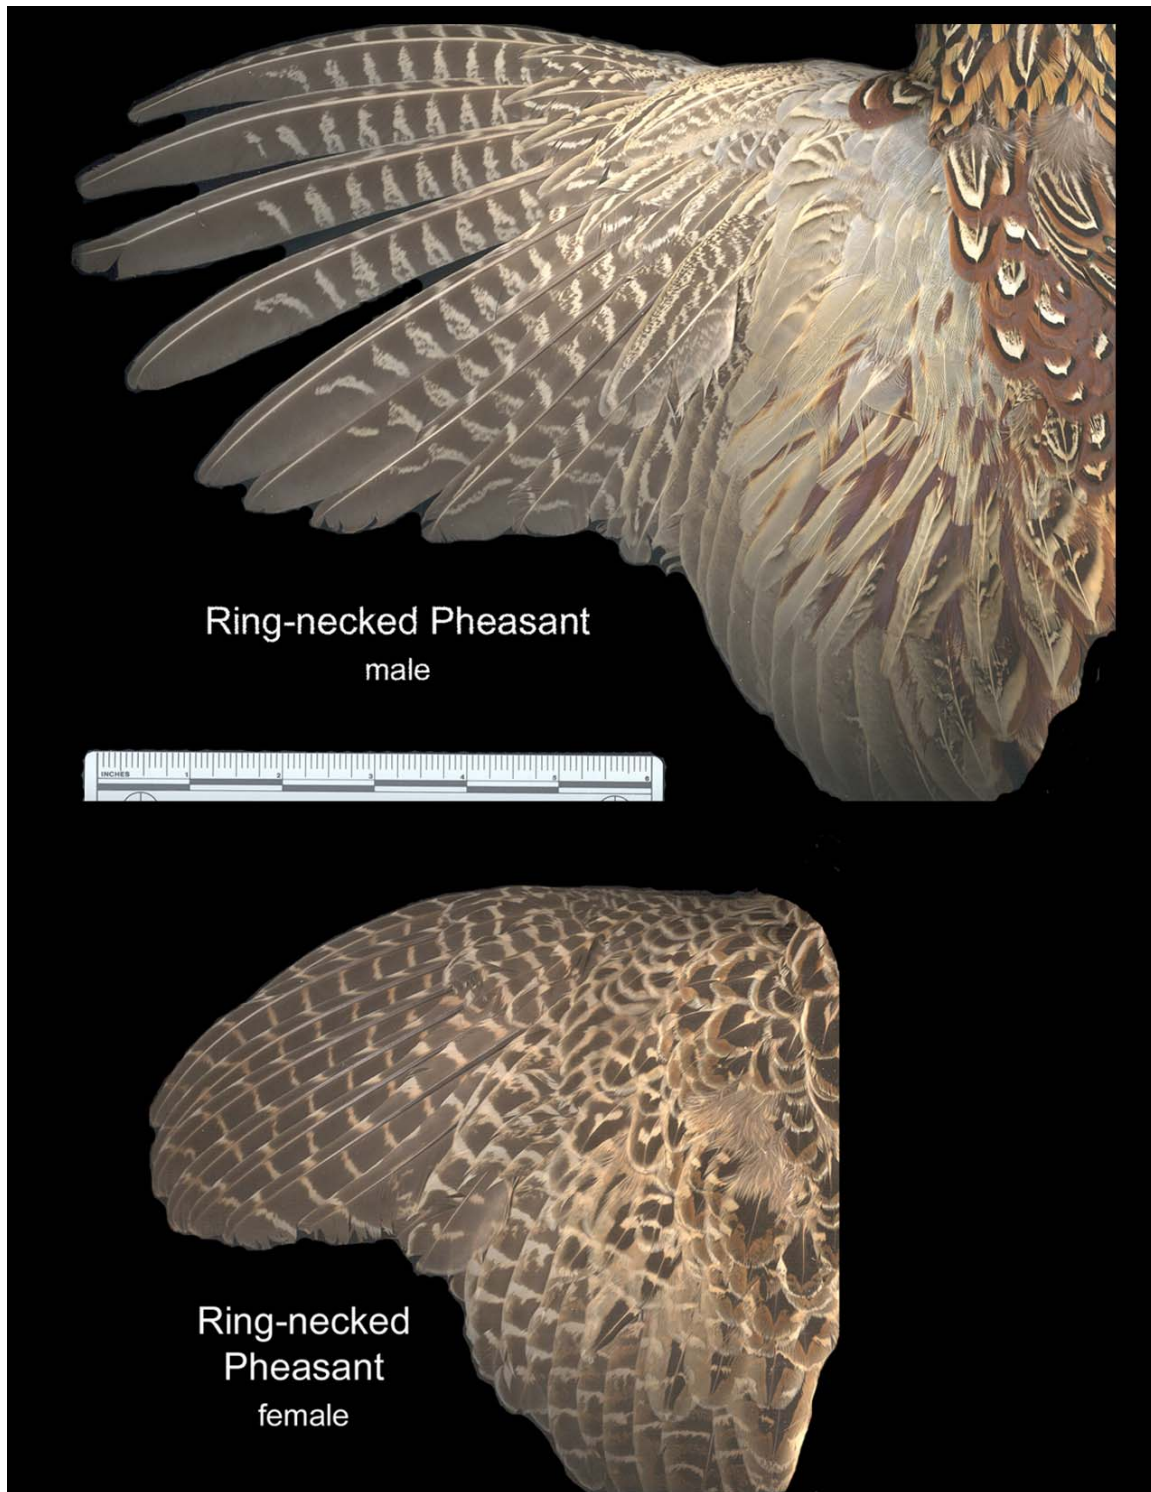 Ring-necked Pheasant
male
INCHES 1 2 3 4 5 6
Ring-necked
Pheasant
female